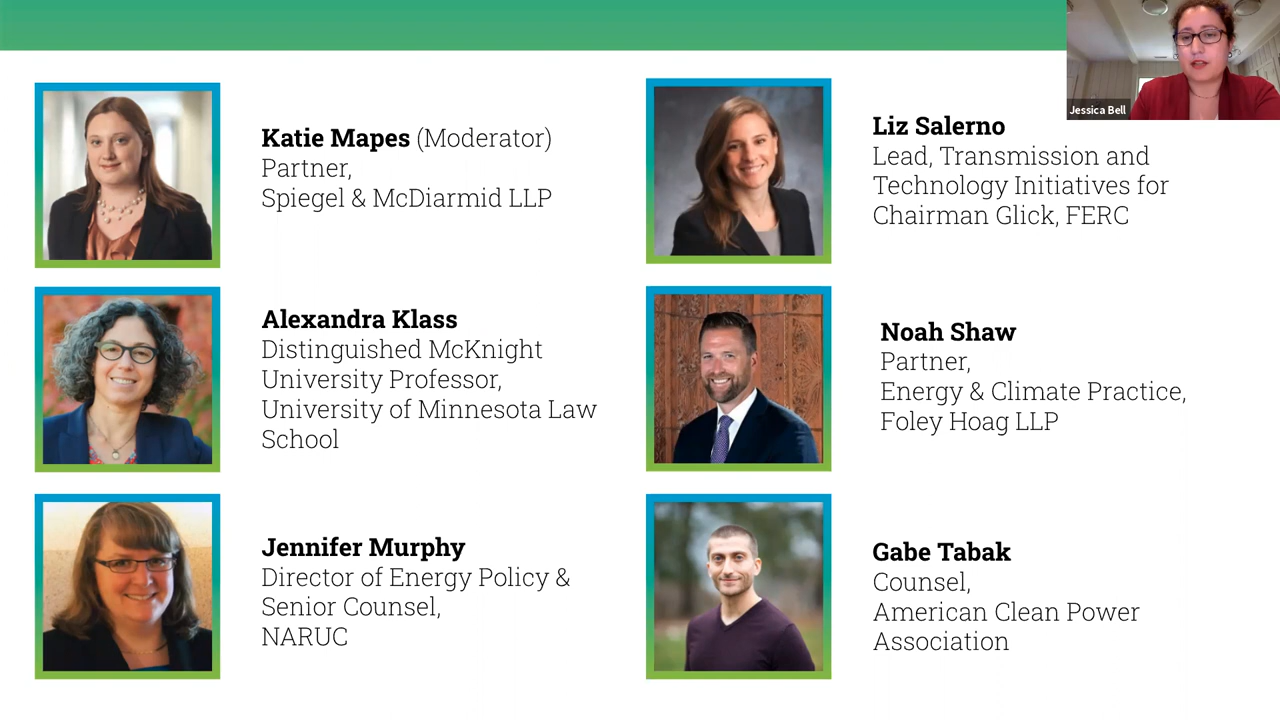 Jessica Bell
Katie Mapes (Moderator)
Partner,
Spiegel & McDiarmid LLP
Liz Salerno
Lead, Transmission and
Technology Initiatives for
Chairman Glick, FERC
Alexandra Klass
Distinguished McKnight
University Professor,
University of Minnesota Law
School
Noah Shaw
Partner,
Energy & Climate Practice,
Foley Hoag LLP
Jennifer Murphy
Director of Energy Policy &
Senior Counsel,
NARUC
Gabe Tabak
Counsel,
American Clean Power
Association